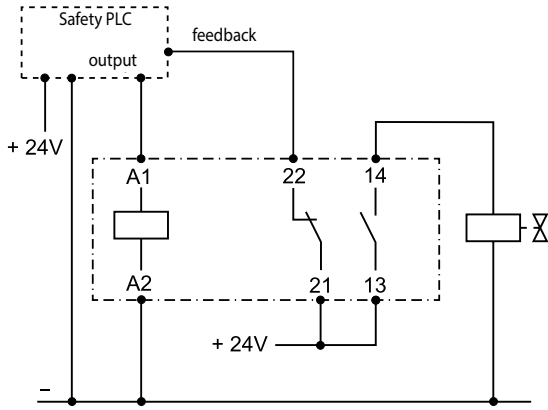 Safety PLC
feedback
output
+ 24V
A1
22
14
A2
21
13
+ 24V
–